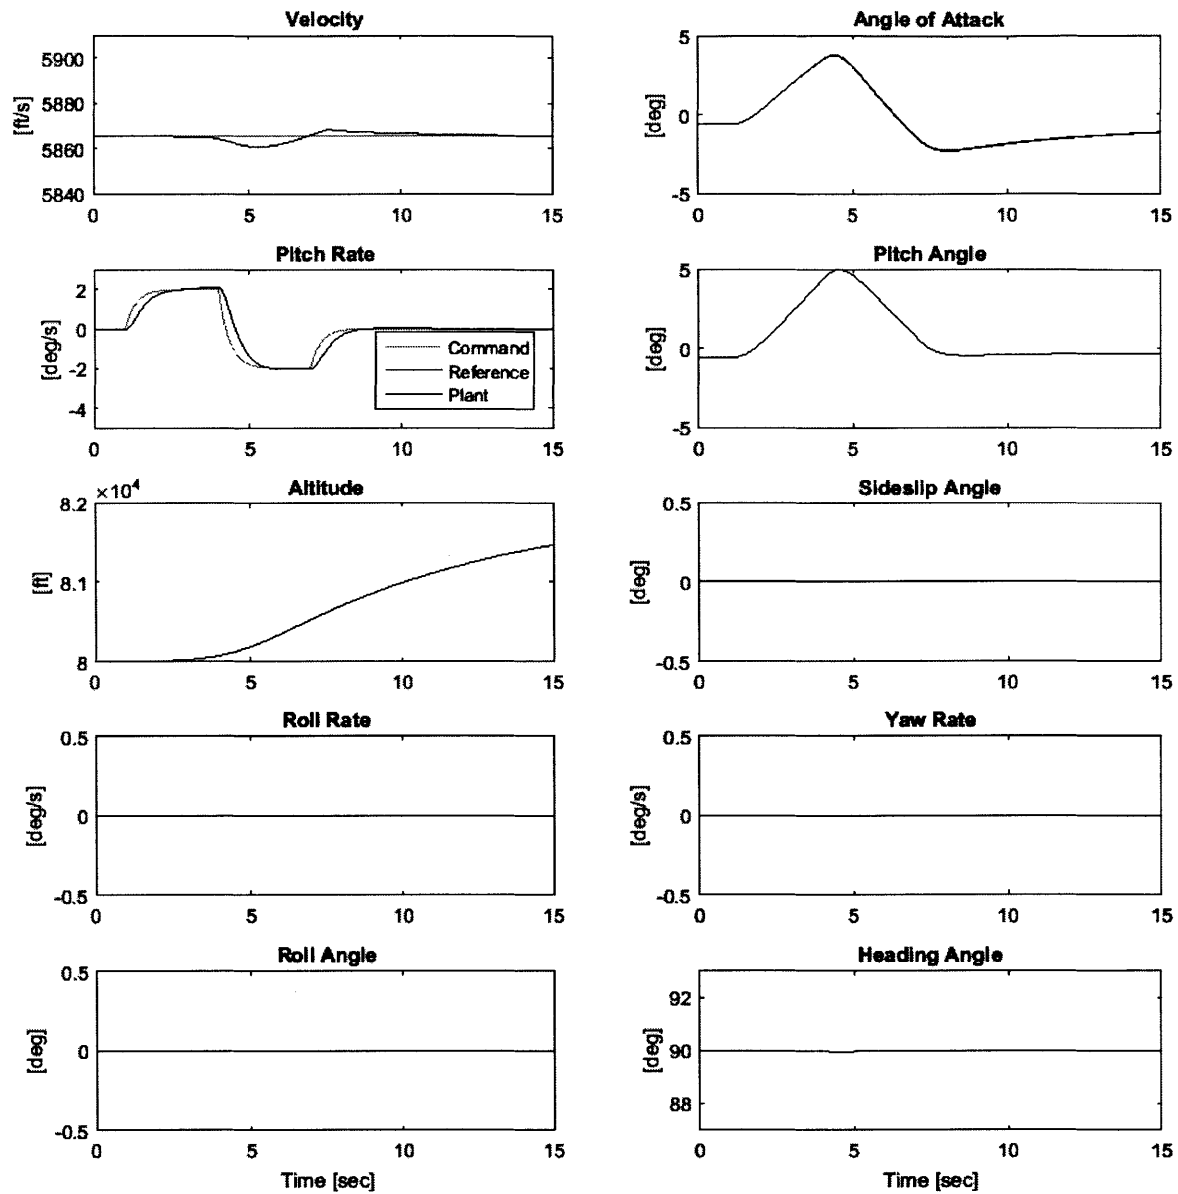 Velocity
5900
5880
5860
5840
[ft/s]
0 5 10 15
Angle of Attack
5
0
-5
[deg]
0 5 10 15
Pitch Rate
2
0
-2
-4
[deg/s]
Command
Reference
Plant
0 5 10 15
Pitch Angle
5
0
-5
[deg]
0 5 10 15
Altitude
×10⁴
8.2
8.1
8
[ft]
0 5 10 15
Sideslip Angle
0.5
0
-0.5
[deg]
0 5 10 15
Roll Rate
0.5
0
-0.5
[deg/s]
0 5 10 15
Yaw Rate
0.5
0
-0.5
[deg/s]
0 5 10 15
Roll Angle
0.5
0
-0.5
[deg]
0 5 10 15
Time [sec]
Heading Angle
92
90
88
[deg]
0 5 10 15
Time [sec]